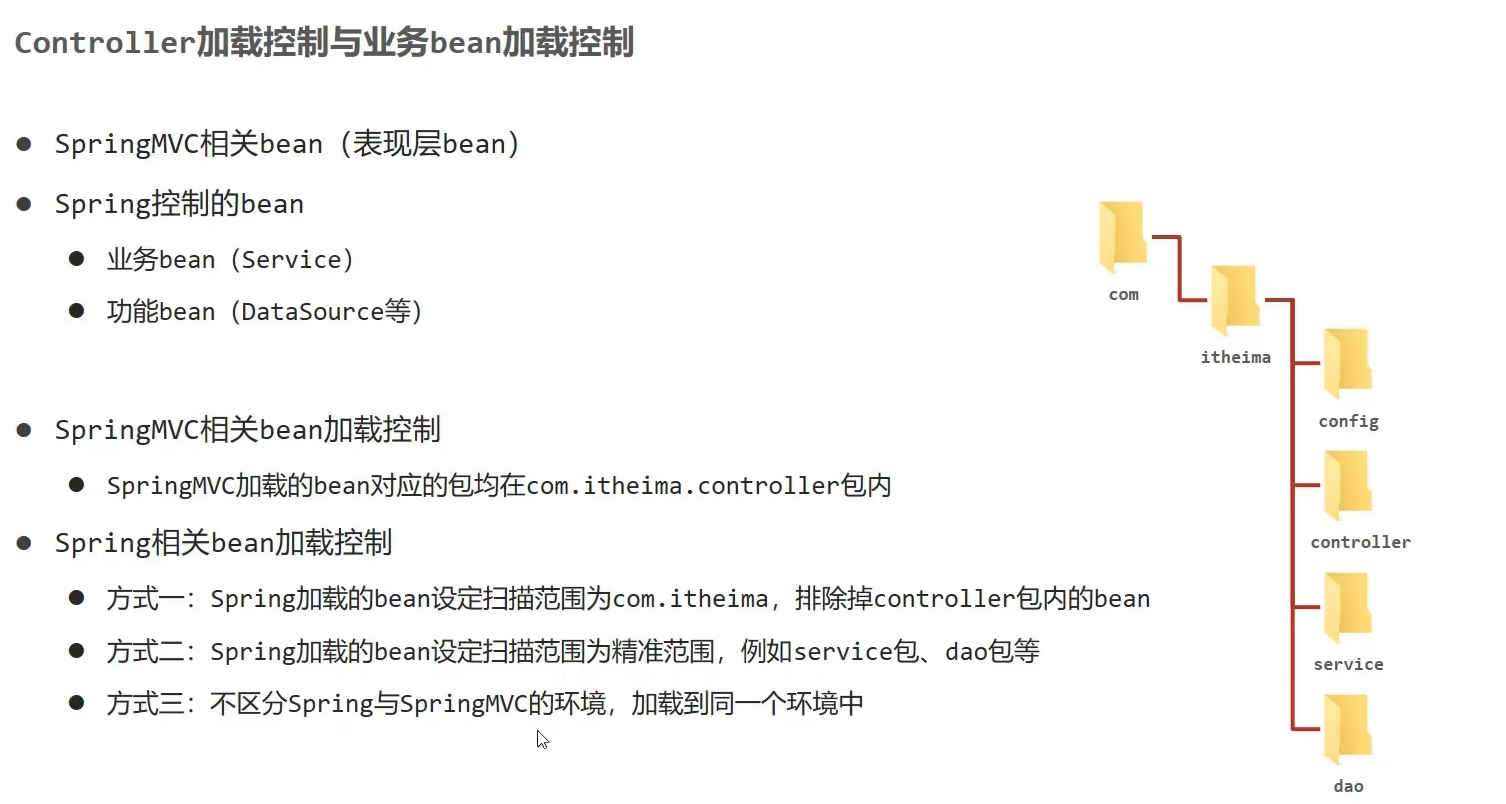 Controller加载控制与业务bean加载控制
SpringMVC相关bean（表现层bean）
Spring控制的bean
业务bean（Service）
功能bean（DataSource等）
SpringMVC相关bean加载控制
SpringMVC加载的bean对应的包均在com.itheima.controller包内
Spring相关bean加载控制
方式一：Spring加载的bean设定扫描范围为com.itheima，排除掉controller包内的bean
方式二：Spring加载的bean设定扫描范围为精准范围，例如service包、dao包等
方式三：不区分Spring与SpringMVC的环境，加载到同一个环境中
com
itheima
config
controller
service
dao